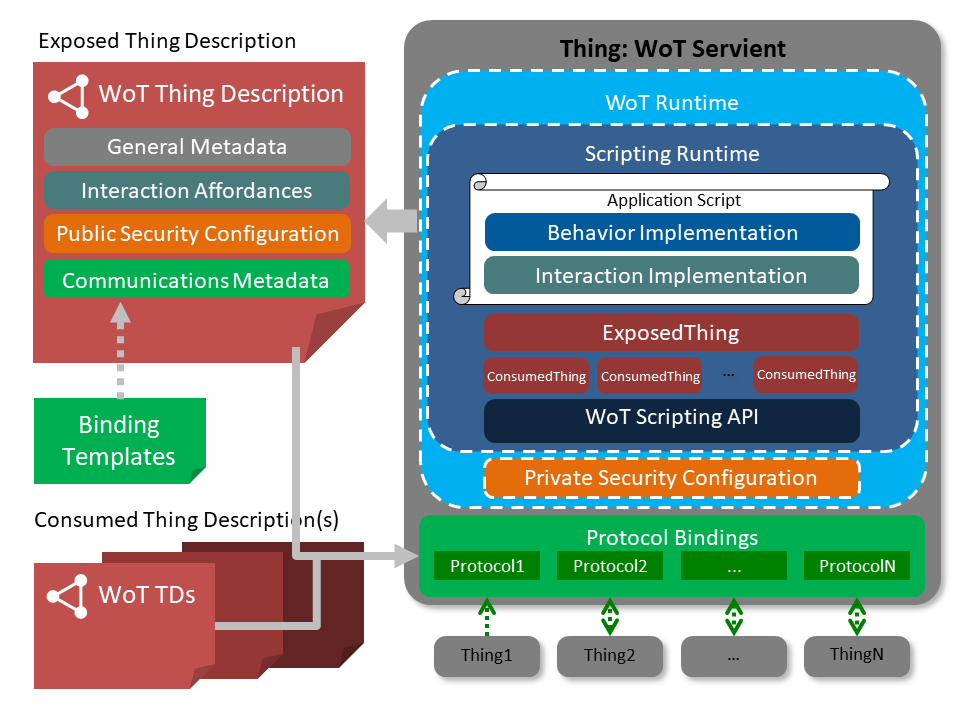 Exposed Thing Description
WoT Thing Description
General Metadata
Interaction Affordances
Public Security Configuration
Communications Metadata
Binding
Templates
Consumed Thing Description(s)
WoT TDs
Thing: WoT Servient
WoT Runtime
Scripting Runtime
Application Script
Behavior Implementation
Interaction Implementation
ExposedThing
ConsumedThing ConsumedThing ... ConsumedThing
WoT Scripting API
Private Security Configuration
Protocol Bindings
Protocol1 Protocol2 ... ProtocolN
Thing1 Thing2 ... ThingN